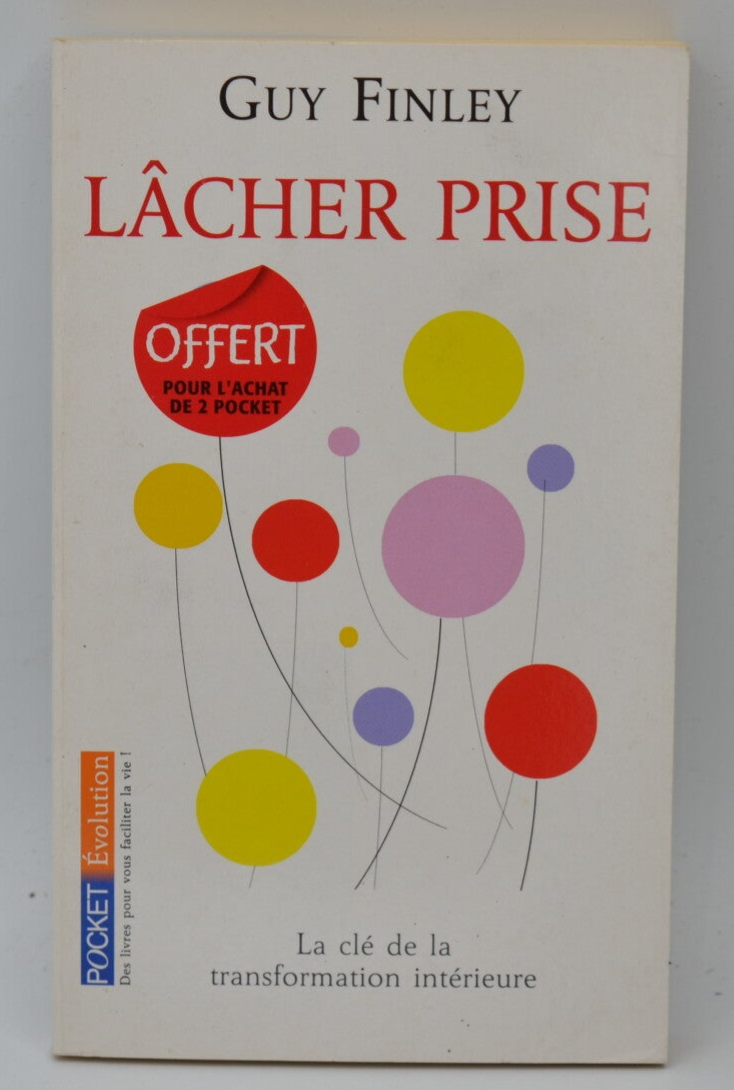 GUY FINLEY
LÂCHER PRISE
OFFERT
POUR L'ACHAT
DE 2 POCKET
POCKET Évolution
Des livres pour vous faciliter la vie !
La clé de la
transformation intérieure